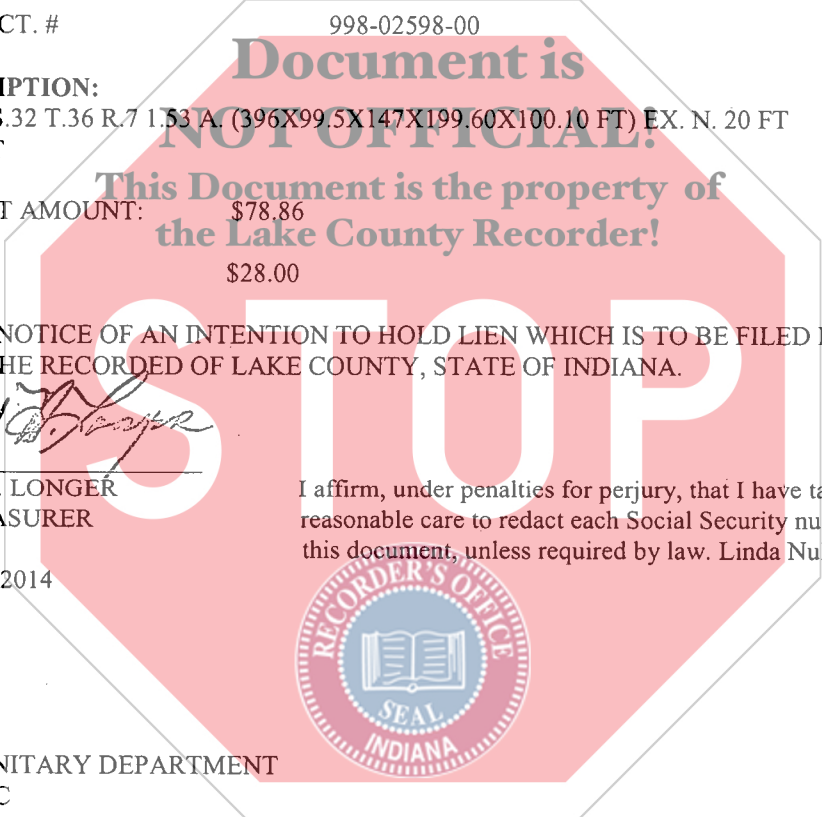 CT. # 998-02598-00
Document is
IPTION:
S.32 T.36 R.7 1.53 A. (396X99.5X147X199.60X100.10 FT) EX. N. 20 FT
NOT OFFICIAL!
T
This Document is the property of
T AMOUNT: $78.86
the Lake County Recorder!
$28.00
STOP
NOTICE OF AN INTENTION TO HOLD LIEN WHICH IS TO BE FILED
HE RECORDED OF LAKE COUNTY, STATE OF INDIANA.
LONGER I affirm, under penalties for perjury, that I have ta
ASURER reasonable care to redact each Social Security nu
this document, unless required by law. Linda Nu
2014
RECORDER'S OFFICE
SEAL
INDIANA
NITARY DEPARTMENT
C